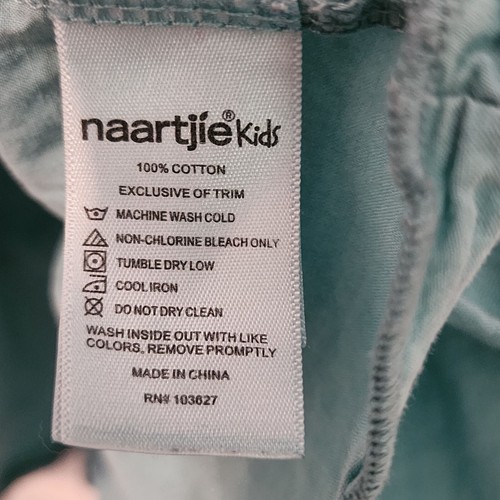 naartjie® Kids
100% COTTON
EXCLUSIVE OF TRIM
MACHINE WASH COLD
NON-CHLORINE BLEACH ONLY
TUMBLE DRY LOW
COOL IRON
DO NOT DRY CLEAN
WASH INSIDE OUT WITH LIKE
COLORS, REMOVE PROMPTLY
MADE IN CHINA
RN# 103627